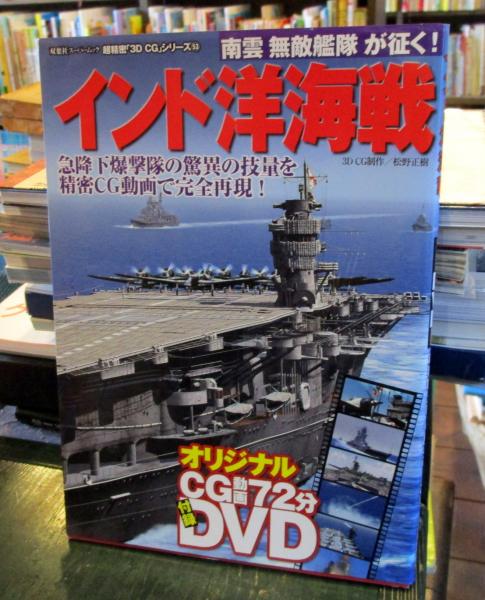 双葉社スーパームック 超精密「3D CG」シリーズ 53
南雲 無敵艦隊 が征く!
インド洋海戦
3D CG制作/松野正樹
急降下爆撃隊の驚異の技量を
精密CG動画で完全再現!
オリジナル
CG動画72分
付録
DVD